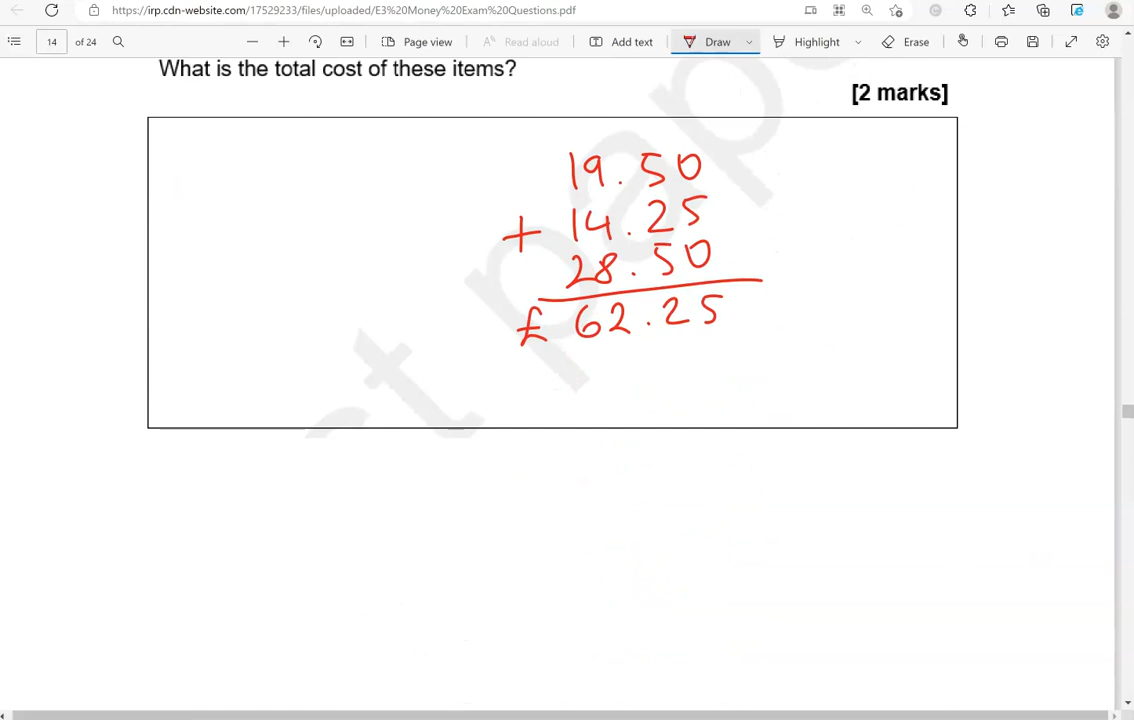 https://irp.cdn-website.com/17529233/files/uploaded/E3%20Money%20Exam%20Questions.pdf
14 of 24
Page view
Read aloud
Add text
Draw
Highlight
Erase
What is the total cost of these items?
[2 marks]
19.50
+ 14.25
28.50
£ 62.25